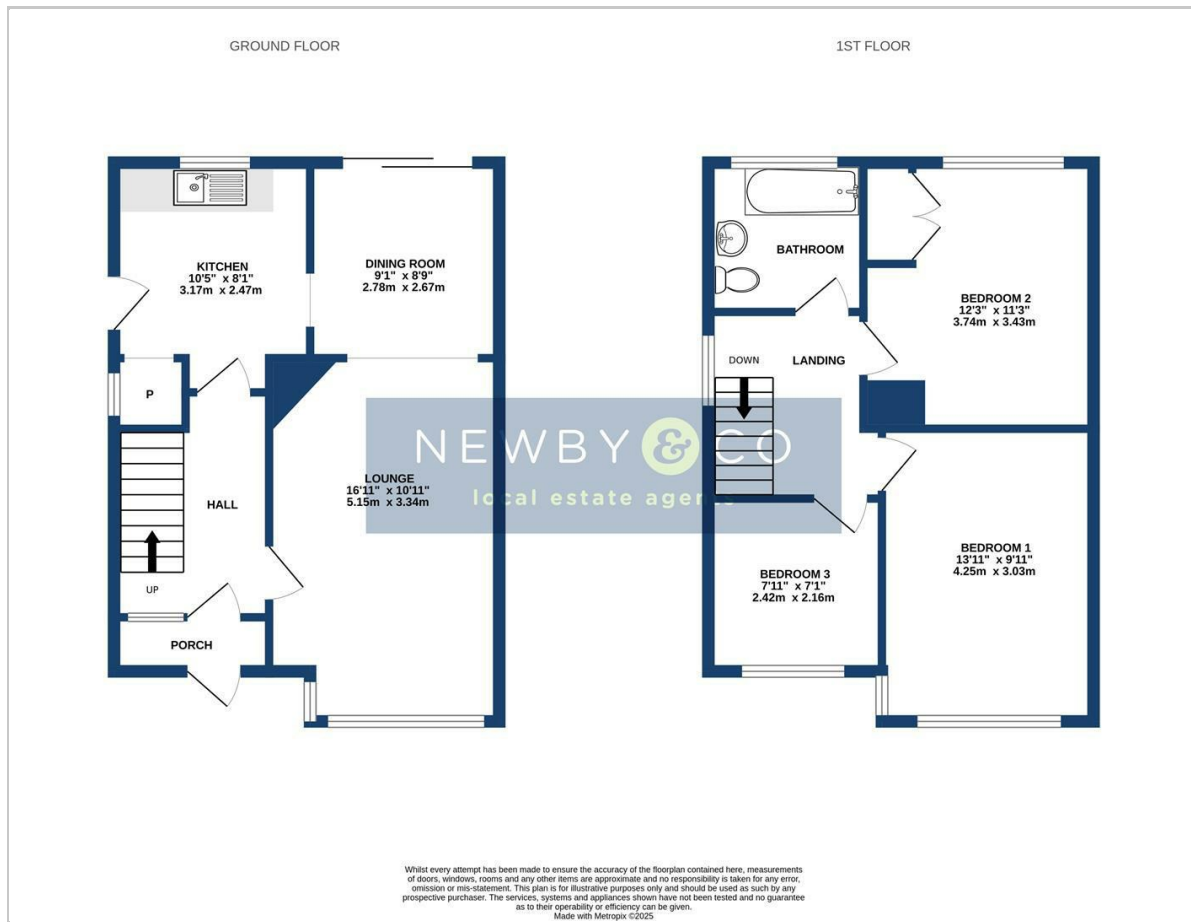 GROUND FLOOR
1ST FLOOR
KITCHEN
10'5" x 8'1"
3.17m x 2.47m
DINING ROOM
9'1" x 8'9"
2.78m x 2.67m
P
HALL
LOUNGE
16'11" x 10'11"
5.15m x 3.34m
UP
PORCH
BATHROOM
BEDROOM 2
12'3" x 11'3"
3.74m x 3.43m
DOWN
LANDING
BEDROOM 1
13'11" x 9'11"
4.25m x 3.03m
BEDROOM 3
7'11" x 7'1"
2.42m x 2.16m
NEWBY & CO
local estate agents
Whilst every attempt has been made to ensure the accuracy of the floorplan contained here, measurements
of doors, windows, rooms and any other items are approximate and no responsibility is taken for any error,
omission or mis-statement. This plan is for illustrative purposes only and should be used as such by any
prospective purchaser. The services, systems and appliances shown have not been tested and no guarantee
as to their operability or efficiency can be given.
Made with Metropix ©2025